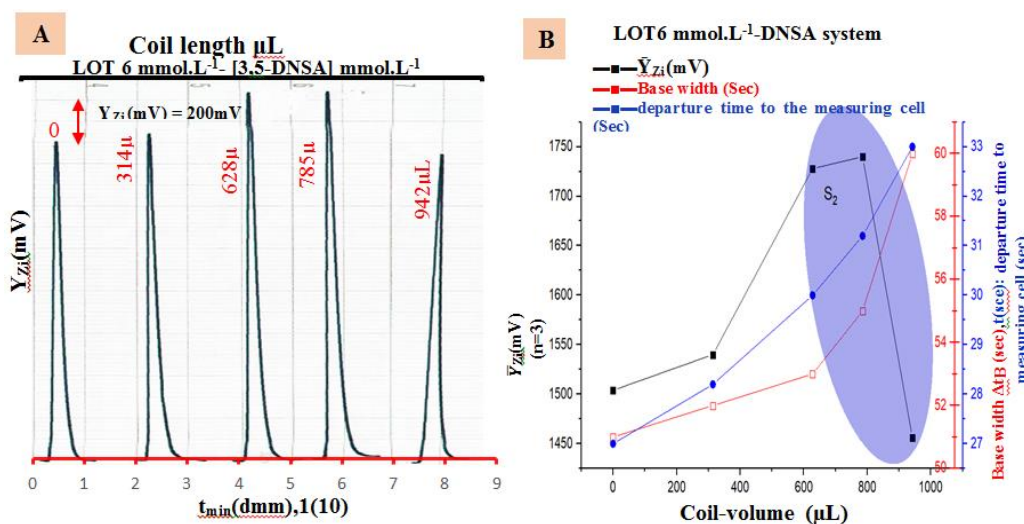 A
Coil length µL
LOT 6 mmol.L-1- [3,5-DNSA] mmol.L-1
YZi(mV) = 200mV
0
314µ
628µ
785µ
942µL
YZi(mV)
0 1 2 3 4 5 6 7 8 9
tmin(dmm),1(10)
B
LOT6 mmol.L-1-DNSA system
ȲZi(mV)
Base width (Sec)
departure time to the measuring cell
(Sec)
1750
1700
1650
1600
1550
1500
1450
ȲZi(mV)
(n=3)
S2
60
58
56
55
53
51
50
33
32
31
30
29
28
27
Base width ΔtB (sec),t(sce): departure time to
measuring cell (sec)
0 200 400 600 800 1000
Coil-volume (µL)